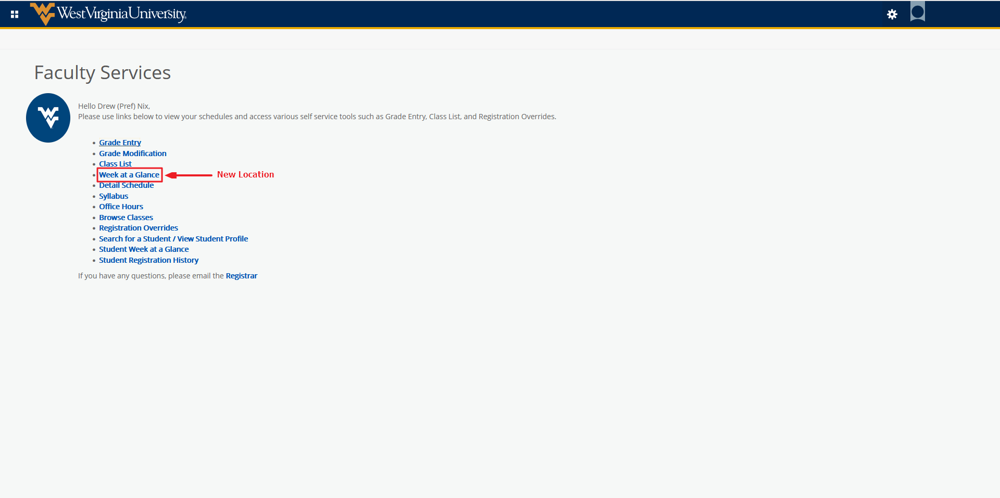 WestVirginiaUniversity
Faculty Services
Hello Drew (Pref) Nix,
Please use links below to view your schedules and access various self service tools such as Grade Entry, Class List, and Registration Overrides.
Grade Entry
Grade Modification
Class List
Week at a Glance New Location
Detail Schedule
Syllabus
Office Hours
Browse Classes
Registration Overrides
Search for a Student / View Student Profile
Student Week at a Glance
Student Registration History
If you have any questions, please email the Registrar